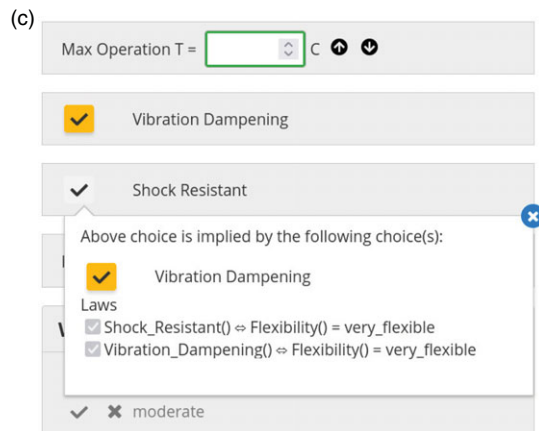 (c)
Max Operation T = C
Vibration Dampening
Shock Resistant
Above choice is implied by the following choice(s):
Vibration Dampening
Laws
Shock_Resistant() ⇔ Flexibility() = very_flexible
Vibration_Dampening() ⇔ Flexibility() = very_flexible
moderate